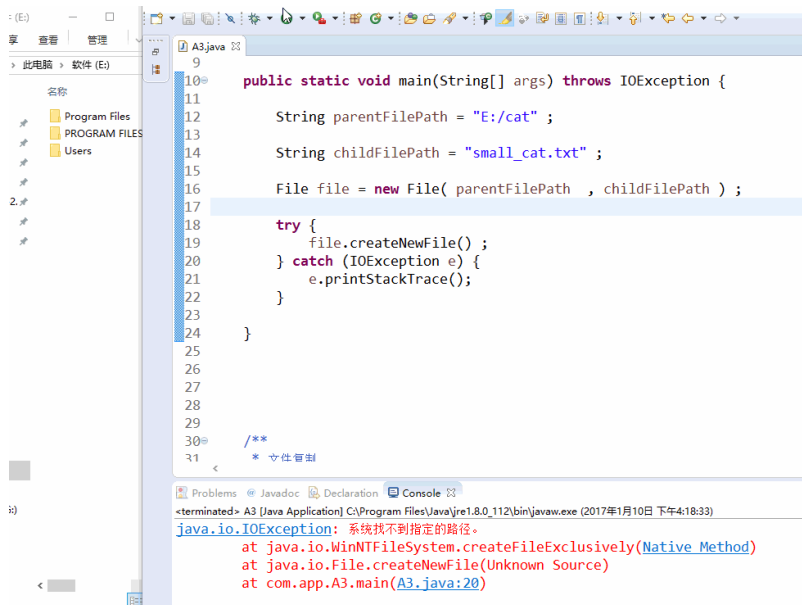 (E:)
享 查看 管理
› 此电脑 › 软件 (E:)
名称
Program Files
PROGRAM FILES
Users
2.
A3.java
9
10 public static void main(String[] args) throws IOException {
11
12 String parentFilePath = "E:/cat" ;
13
14 String childFilePath = "small_cat.txt" ;
15
16 File file = new File( parentFilePath , childFilePath ) ;
17
18 try {
19 file.createNewFile() ;
20 } catch (IOException e) {
21 e.printStackTrace();
22 }
23
24 }
25
26
27
28
29
30 /**
31 * 文件复制
Problems @ Javadoc Declaration Console
<terminated> A3 [Java Application] C:\Program Files\Java\jre1.8.0_112\bin\javaw.exe (2017年1月10日 下午4:18:33)
java.io.IOException: 系统找不到指定的路径。
at java.io.WinNTFileSystem.createFileExclusively(Native Method)
at java.io.File.createNewFile(Unknown Source)
at com.app.A3.main(A3.java:20)